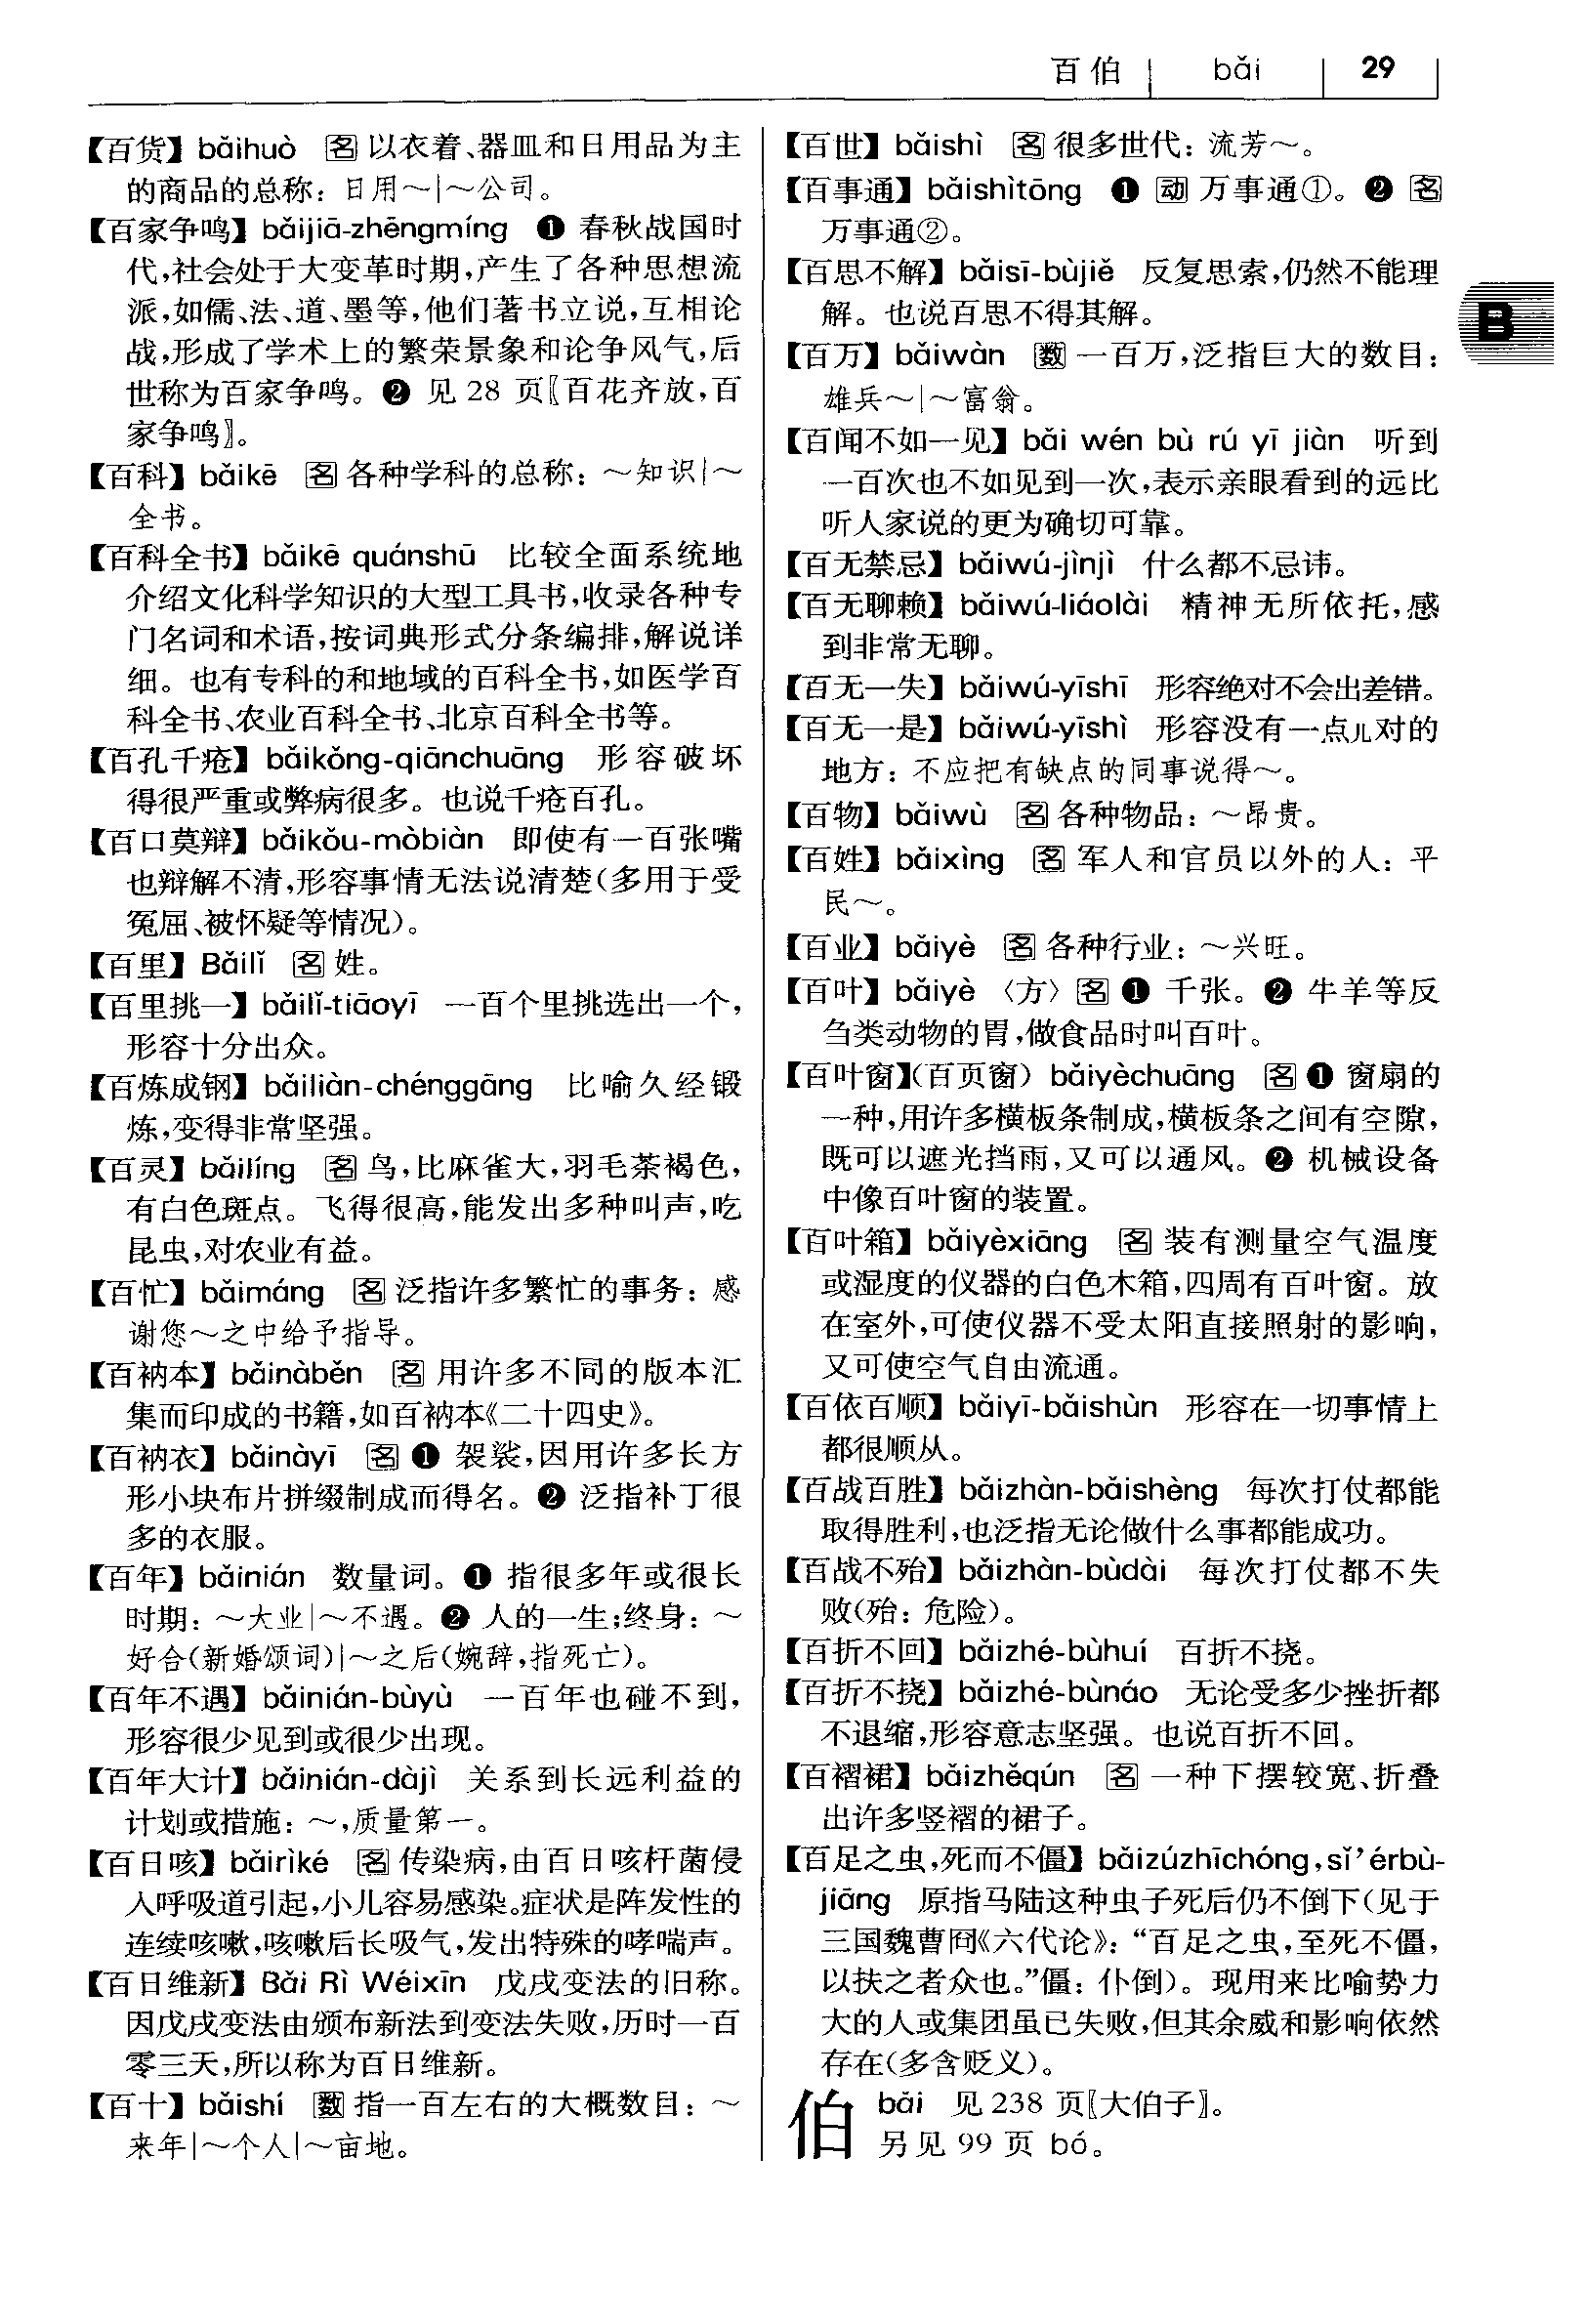 百伯 bǎi 29
【百货】bǎihuò 名 以衣着、器皿和日用品为主
的商品的总称：日用～|～公司。
【百家争鸣】bǎijiā-zhēngmíng ❶ 春秋战国时
代，社会处于大变革时期，产生了各种思想流
派，如儒、法、道、墨等，他们著书立说，互相论
战，形成了学术上的繁荣景象和论争风气，后
世称为百家争鸣。❷ 见 28 页〖百花齐放，百
家争鸣〗。
【百科】bǎikē 名 各种学科的总称：～知识|～
全书。
【百科全书】bǎikē quánshū 比较全面系统地
介绍文化科学知识的大型工具书，收录各种专
门名词和术语，按词典形式分条编排，解说详
细。也有专科的和地域的百科全书，如医学百
科全书、农业百科全书、北京百科全书等。
【百孔千疮】bǎikǒng-qiānchuāng 形容破坏
得很严重或弊病很多。也说千疮百孔。
【百口莫辩】bǎikǒu-mòbiàn 即使有一百张嘴
也辩解不清，形容事情无法说清楚（多用于受
冤屈、被怀疑等情况）。
【百里】Bǎilǐ 名 姓。
【百里挑一】bǎilǐ-tiāoyī 一百个里挑选出一个，
形容十分出众。
【百炼成钢】bǎiliàn-chénggāng 比喻久经锻
炼，变得非常坚强。
【百灵】bǎilíng 名 鸟，比麻雀大，羽毛茶褐色，
有白色斑点。飞得很高，能发出多种叫声，吃
昆虫，对农业有益。
【百忙】bǎimáng 名 泛指许多繁忙的事务：感
谢您～之中给予指导。
【百衲本】bǎinàběn 名 用许多不同的版本汇
集而印成的书籍，如百衲本《二十四史》。
【百衲衣】bǎinàyī 名 ❶ 袈裟，因用许多长方
形小块布片拼缀制成而得名。❷ 泛指补丁很
多的衣服。
【百年】bǎinián 数量词。❶ 指很多年或很长
时期：～大业|～不遇。❷ 人的一生；终身：～
好合（新婚颂词）|～之后（婉辞，指死亡）。
【百年不遇】bǎinián-bùyù 一百年也碰不到，
形容很少见到或很少出现。
【百年大计】bǎinián-dàjì 关系到长远利益的
计划或措施：～，质量第一。
【百日咳】bǎirìké 名 传染病，由百日咳杆菌侵
入呼吸道引起，小儿容易感染。症状是阵发性的
连续咳嗽，咳嗽后长吸气，发出特殊的哮喘声。
【百日维新】Bǎi Rì Wéixīn 戊戌变法的旧称。
因戊戌变法由颁布新法到变法失败，历时一百
零三天，所以称为百日维新。
【百十】bǎishí 数 指一百左右的大概数目：～
来年|～个人|～亩地。
【百世】bǎishì 名 很多世代：流芳～。
【百事通】bǎishìtōng ❶ 动 万事通①。❷ 名
万事通②。
【百思不解】bǎisī-bùjiě 反复思索，仍然不能理
解。也说百思不得其解。
【百万】bǎiwàn 数 一百万，泛指巨大的数目：
雄兵～|～富翁。
【百闻不如一见】bǎi wén bù rú yī jiàn 听到
一百次也不如见到一次，表示亲眼看到的远比
听人家说的更为确切可靠。
【百无禁忌】bǎiwú-jìnjì 什么都不忌讳。
【百无聊赖】bǎiwú-liáolài 精神无所依托，感
到非常无聊。
【百无一失】bǎiwú-yīshī 形容绝对不会出差错。
【百无一是】bǎiwú-yīshì 形容没有一点儿对的
地方：不应把有缺点的同事说得～。
【百物】bǎiwù 名 各种物品：～昂贵。
【百姓】bǎixìng 名 军人和官员以外的人：平
民～。
【百业】bǎiyè 名 各种行业：～兴旺。
【百叶】bǎiyè 〈方〉名 ❶ 千张。❷ 牛羊等反
刍类动物的胃，做食品时叫百叶。
【百叶窗】（百页窗） bǎiyèchuāng 名 ❶ 窗扇的
一种，用许多横板条制成，横板条之间有空隙，
既可以遮光挡雨，又可以通风。❷ 机械设备
中像百叶窗的装置。
【百叶箱】bǎiyèxiāng 名 装有测量空气温度
或湿度的仪器的白色木箱，四周有百叶窗。放
在室外，可使仪器不受太阳直接照射的影响，
又可使空气自由流通。
【百依百顺】bǎiyī-bǎishùn 形容在一切事情上
都很顺从。
【百战百胜】bǎizhàn-bǎishèng 每次打仗都能
取得胜利，也泛指无论做什么事都能成功。
【百战不殆】bǎizhàn-bùdài 每次打仗都不失
败（殆：危险）。
【百折不回】bǎizhé-bùhuí 百折不挠。
【百折不挠】bǎizhé-bùnáo 无论受多少挫折都
不退缩，形容意志坚强。也说百折不回。
【百褶裙】bǎizhěqún 名 一种下摆较宽、折叠
出许多竖褶的裙子。
【百足之虫，死而不僵】bǎizúzhīchóng，sǐ’érbù-
jiāng 原指马陆这种虫子死后仍不倒下（见于
三国魏曹冏《六代论》：“百足之虫，至死不僵，
以扶之者众也。”僵：仆倒）。现用来比喻势力
大的人或集团虽已失败，但其余威和影响依然
存在（多含贬义）。
伯 bǎi 见 238 页〖大伯子〗。
另见 99 页 bó。
B